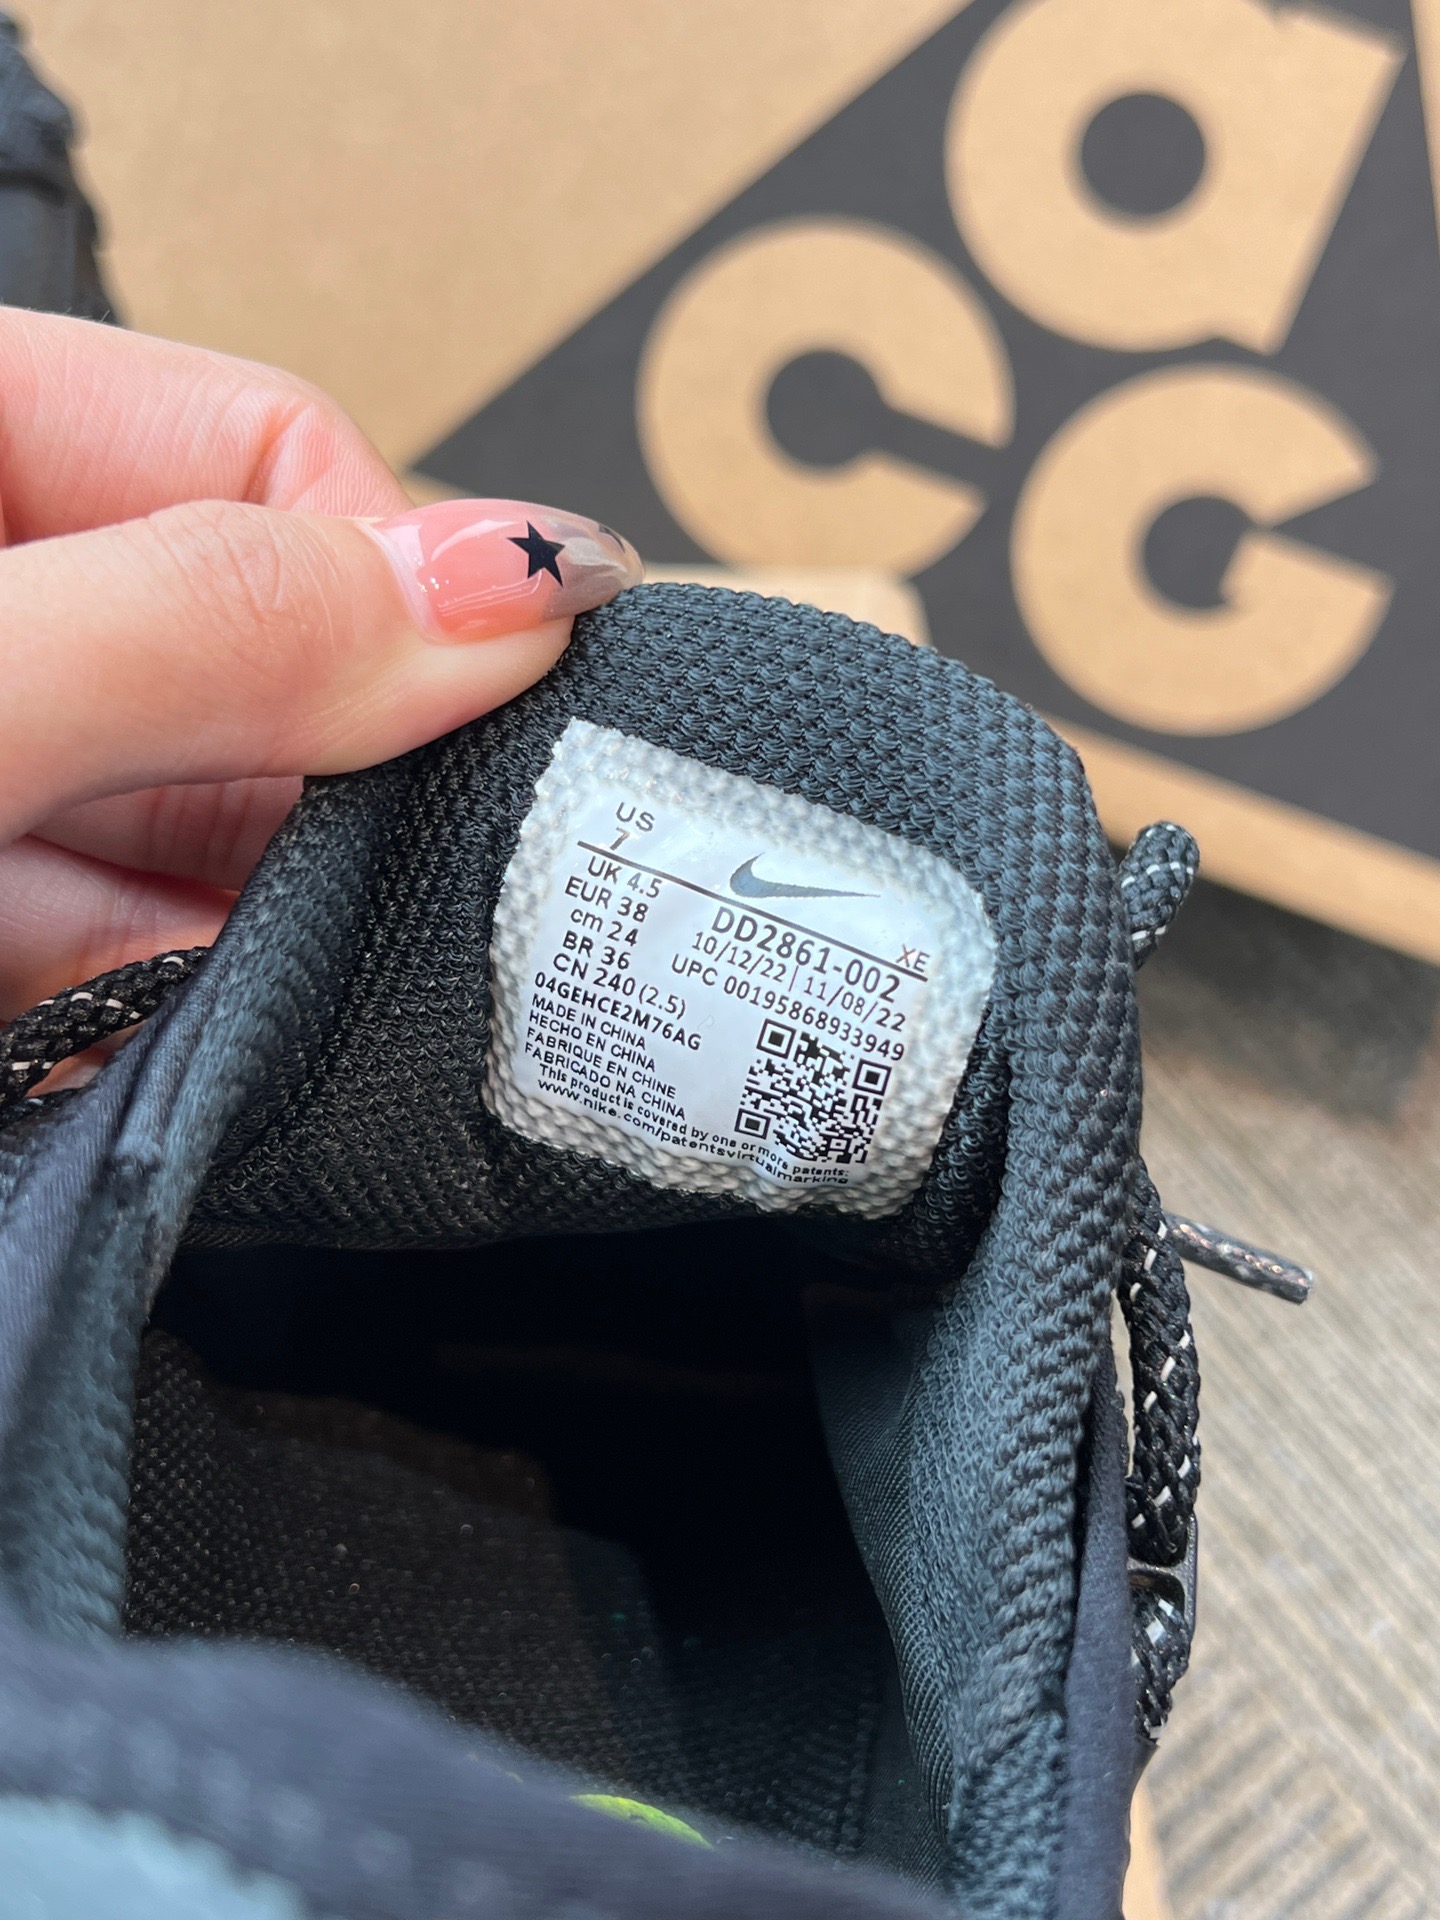 acg
US
7
UK 4.5
EUR 38
cm 24
BR 36
CN 240 (2.5)
04GEHCE2M76AG
MADE IN CHINA
HECHO EN CHINA
FABRIQUE EN CHINE
FABRICADO NA CHINA
This product is covered by one or more patents:
www.nike.com/patentsvirtualmarking
XE
DD2861-002
10/12/22 | 11/08/22
UPC 00195868933949